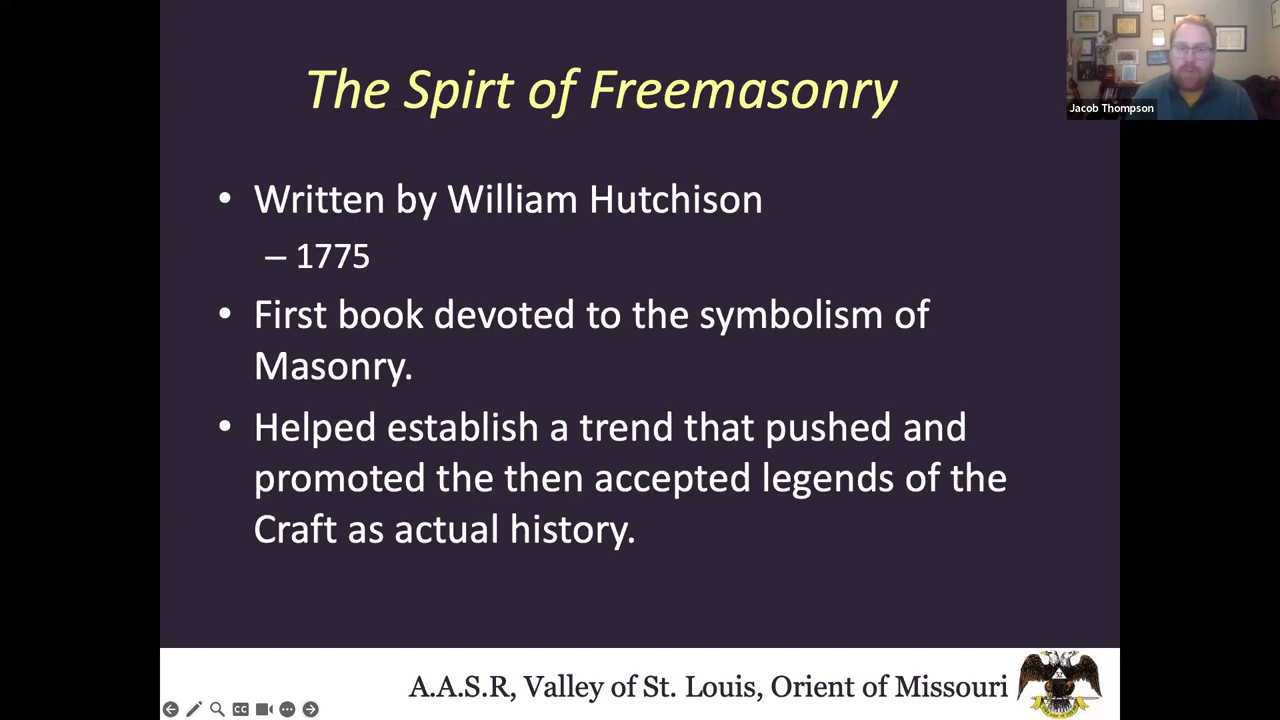 The Spirt of Freemasonry
Jacob Thompson
• Written by William Hutchison
– 1775
• First book devoted to the symbolism of
Masonry.
• Helped establish a trend that pushed and
promoted the then accepted legends of the
Craft as actual history.
A.A.S.R, Valley of St. Louis, Orient of Missouri
CC